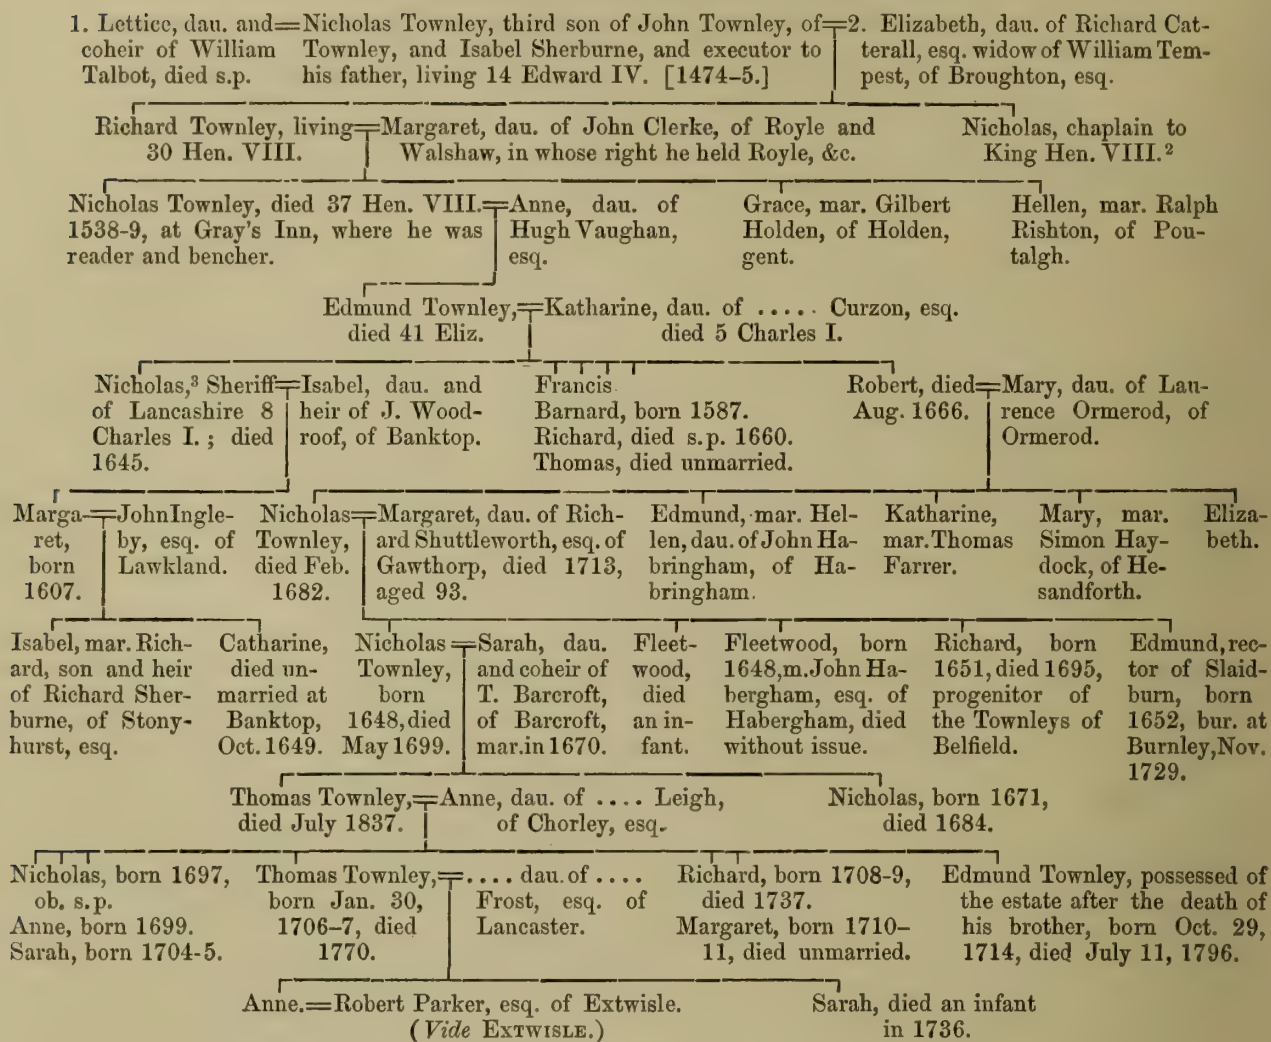 1. Lettice, dau. and═Nicholas Townley, third son of John Townley, of═2. Elizabeth, dau. of Richard Cat-
coheir of William Townley, and Isabel Sherburne, and executor to terall, esq. widow of William Tem-
Talbot, died s.p. his father, living 14 Edward IV. [1474-5.] pest, of Broughton, esq.
Richard Townley, living═Margaret, dau. of John Clerke, of Royle and Nicholas, chaplain to
30 Hen. VIII. Walshaw, in whose right he held Royle, &c. King Hen. VIII.²
Nicholas Townley, died 37 Hen. VIII.═Anne, dau. of Grace, mar. Gilbert Hellen, mar. Ralph
1538-9, at Gray's Inn, where he was Hugh Vaughan, Holden, of Holden, Rishton, of Pou-
reader and bencher. esq. gent. talgh.
Edmund Townley,═Katharine, dau. of ..... Curzon, esq.
died 41 Eliz. died 5 Charles I.
Nicholas,³ Sheriff═Isabel, dau. and Francis Robert, died═Mary, dau. of Lau-
of Lancashire 8 heir of J. Wood- Barnard, born 1587. Aug. 1666. rence Ormerod, of
Charles I. ; died roof, of Banktop. Richard, died s.p. 1660. Ormerod.
1645. Thomas, died unmarried.
Marga-═John Ingle- Nicholas═Margaret, dau. of Rich- Edmund, mar. Hel- Katharine, Mary, mar. Eliza-
ret, by, esq. of Townley, ard Shuttleworth, esq. of len, dau. of John Ha- mar. Thomas Simon Hay- beth.
born Lawkland. died Feb. Gawthorp, died 1713, bringham, of Ha- Farrer. dock, of He-
1607. 1682. aged 93. bringham. sandforth.
Isabel, mar. Rich- Catharine, Nicholas═Sarah, dau. Fleet- Fleetwood, born Richard, born Edmund, rec-
ard, son and heir died un- Townley, and coheir of wood, 1648, m. John Ha- 1651, died 1695, tor of Slaid-
of Richard Sher- married at born T. Barcroft, died bergham, esq. of progenitor of burn, born
burne, of Stony- Banktop, 1648, died of Barcroft, an in- Habergham, died the Townleys of 1652, bur. at
hurst, esq. Oct. 1649. May 1699. mar. in 1670. fant. without issue. Belfield. Burnley, Nov.
1729.
Thomas Townley,═Anne, dau. of .... Leigh, Nicholas, born 1671,
died July 1837. of Chorley, esq. died 1684.
Nicholas, born 1697, Thomas Townley,═.... dau. of .... Richard, born 1708-9, Edmund Townley, possessed of
ob. s.p. born Jan. 30, Frost, esq. of died 1737. the estate after the death of
Anne, born 1699. 1706-7, died Lancaster. Margaret, born 1710- his brother, born Oct. 29,
Sarah, born 1704-5. 1770. 11, died unmarried. 1714, died July 11, 1796.
Anne.═Robert Parker, esq. of Extwisle. Sarah, died an infant
(Vide EXTWISLE.) in 1736.